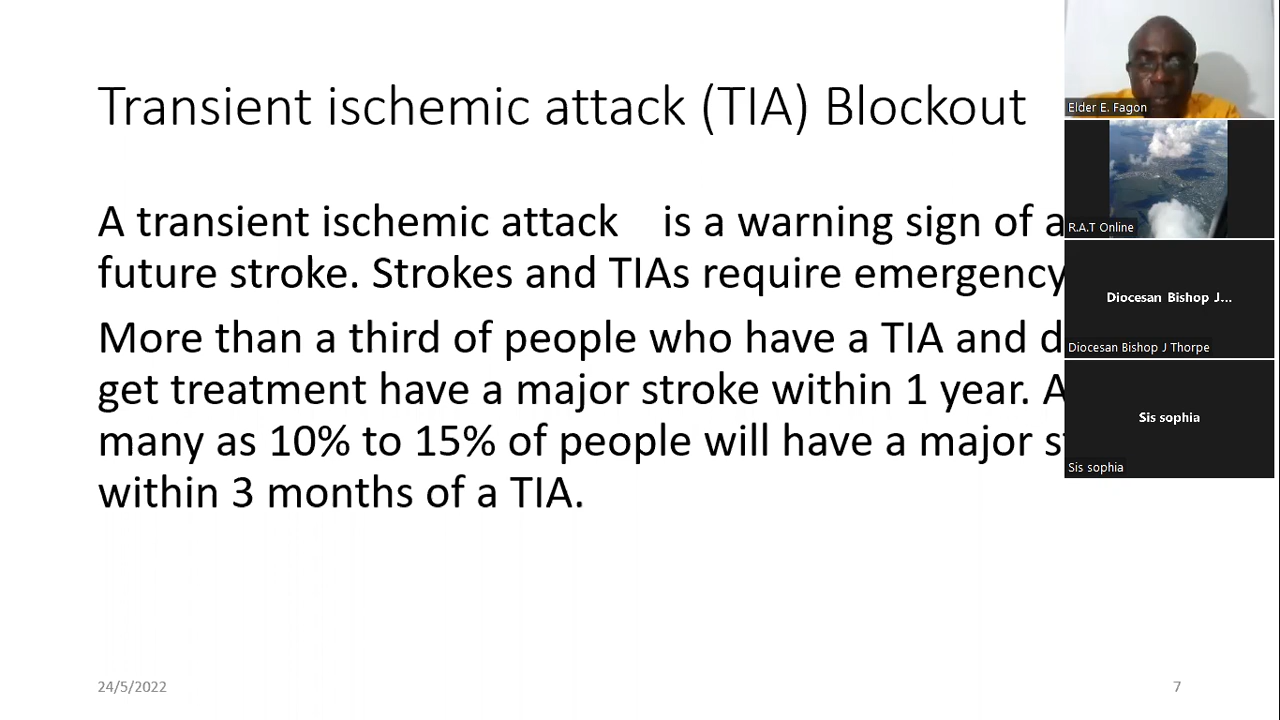 Transient ischemic attack (TIA) Blockout
A transient ischemic attack is a warning sign of a
future stroke. Strokes and TIAs require emergency
More than a third of people who have a TIA and
get treatment have a major stroke within 1 year.
many as 10% to 15% of people will have a major
within 3 months of a TIA.
24/5/2022
7
Elder E. Fagon
R.A.T Online
Diocesan Bishop J...
Diocesan Bishop J Thorpe
Sis sophia
Sis sophia